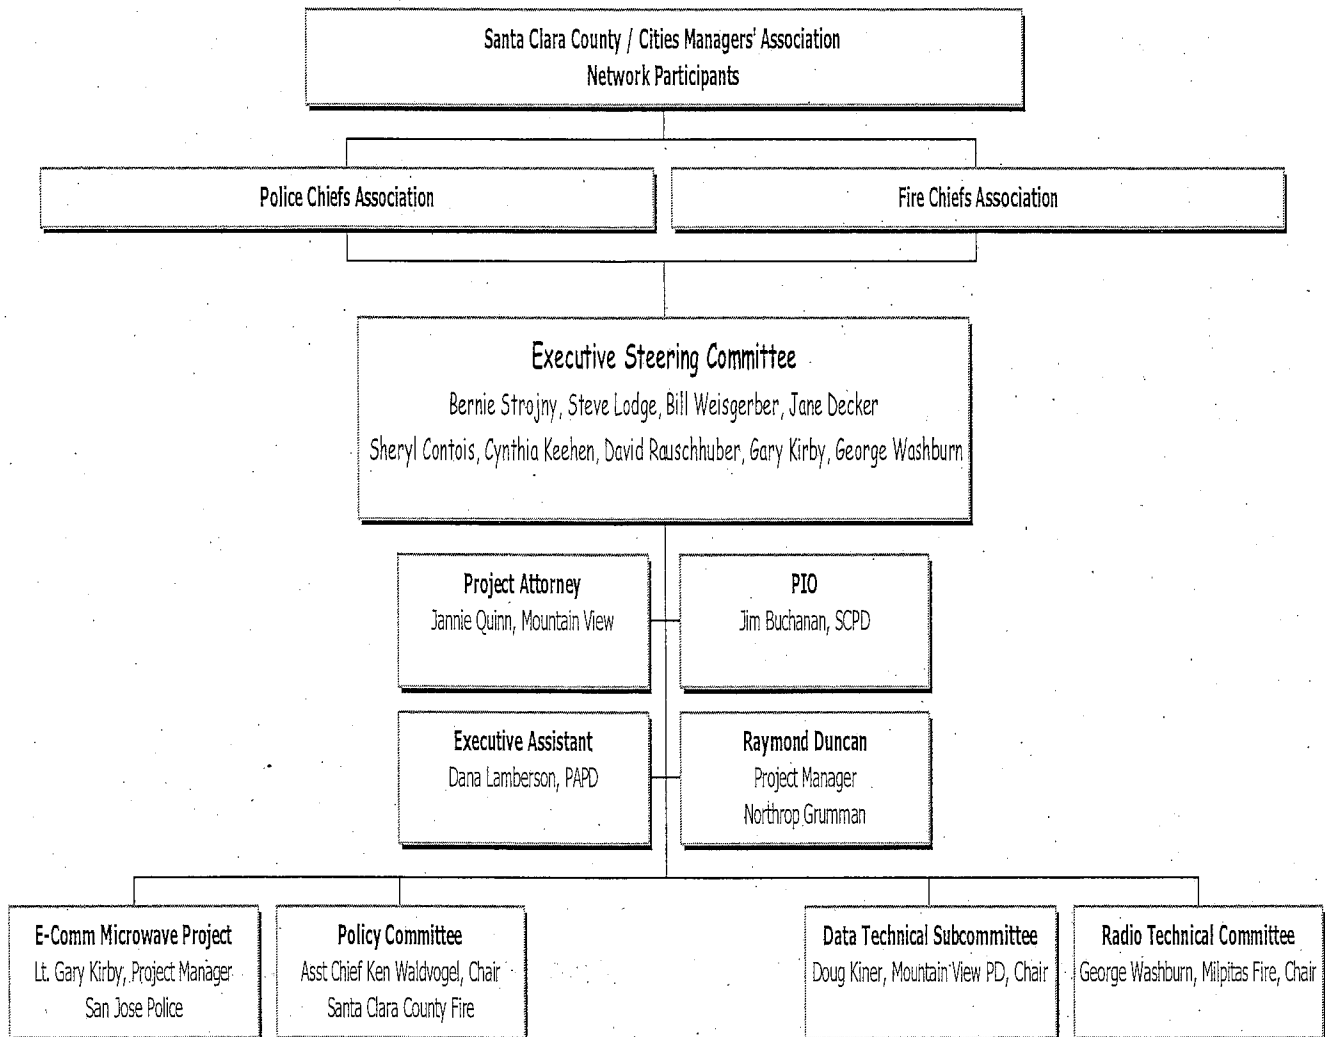 Santa Clara County / Cities Managers' Association
Network Participants
Police Chiefs Association
Fire Chiefs Association
Executive Steering Committee
Bernie Strojny, Steve Lodge, Bill Weisgerber, Jane Decker
Sheryl Contois, Cynthia Keehen, David Rauschhuber, Gary Kirby, George Washburn
Project Attorney
Jannie Quinn, Mountain View
PIO
Jim Buchanan, SCPD
Executive Assistant
Dana Lamberson, PAPD
Raymond Duncan
Project Manager
Northrop Grumman
E-Comm Microwave Project
Lt. Gary Kirby, Project Manager
San Jose Police
Policy Committee
Asst Chief Ken Waldvogel, Chair
Santa Clara County Fire
Data Technical Subcommittee
Doug Kiner, Mountain View PD, Chair
Radio Technical Committee
George Washburn, Milpitas Fire, Chair